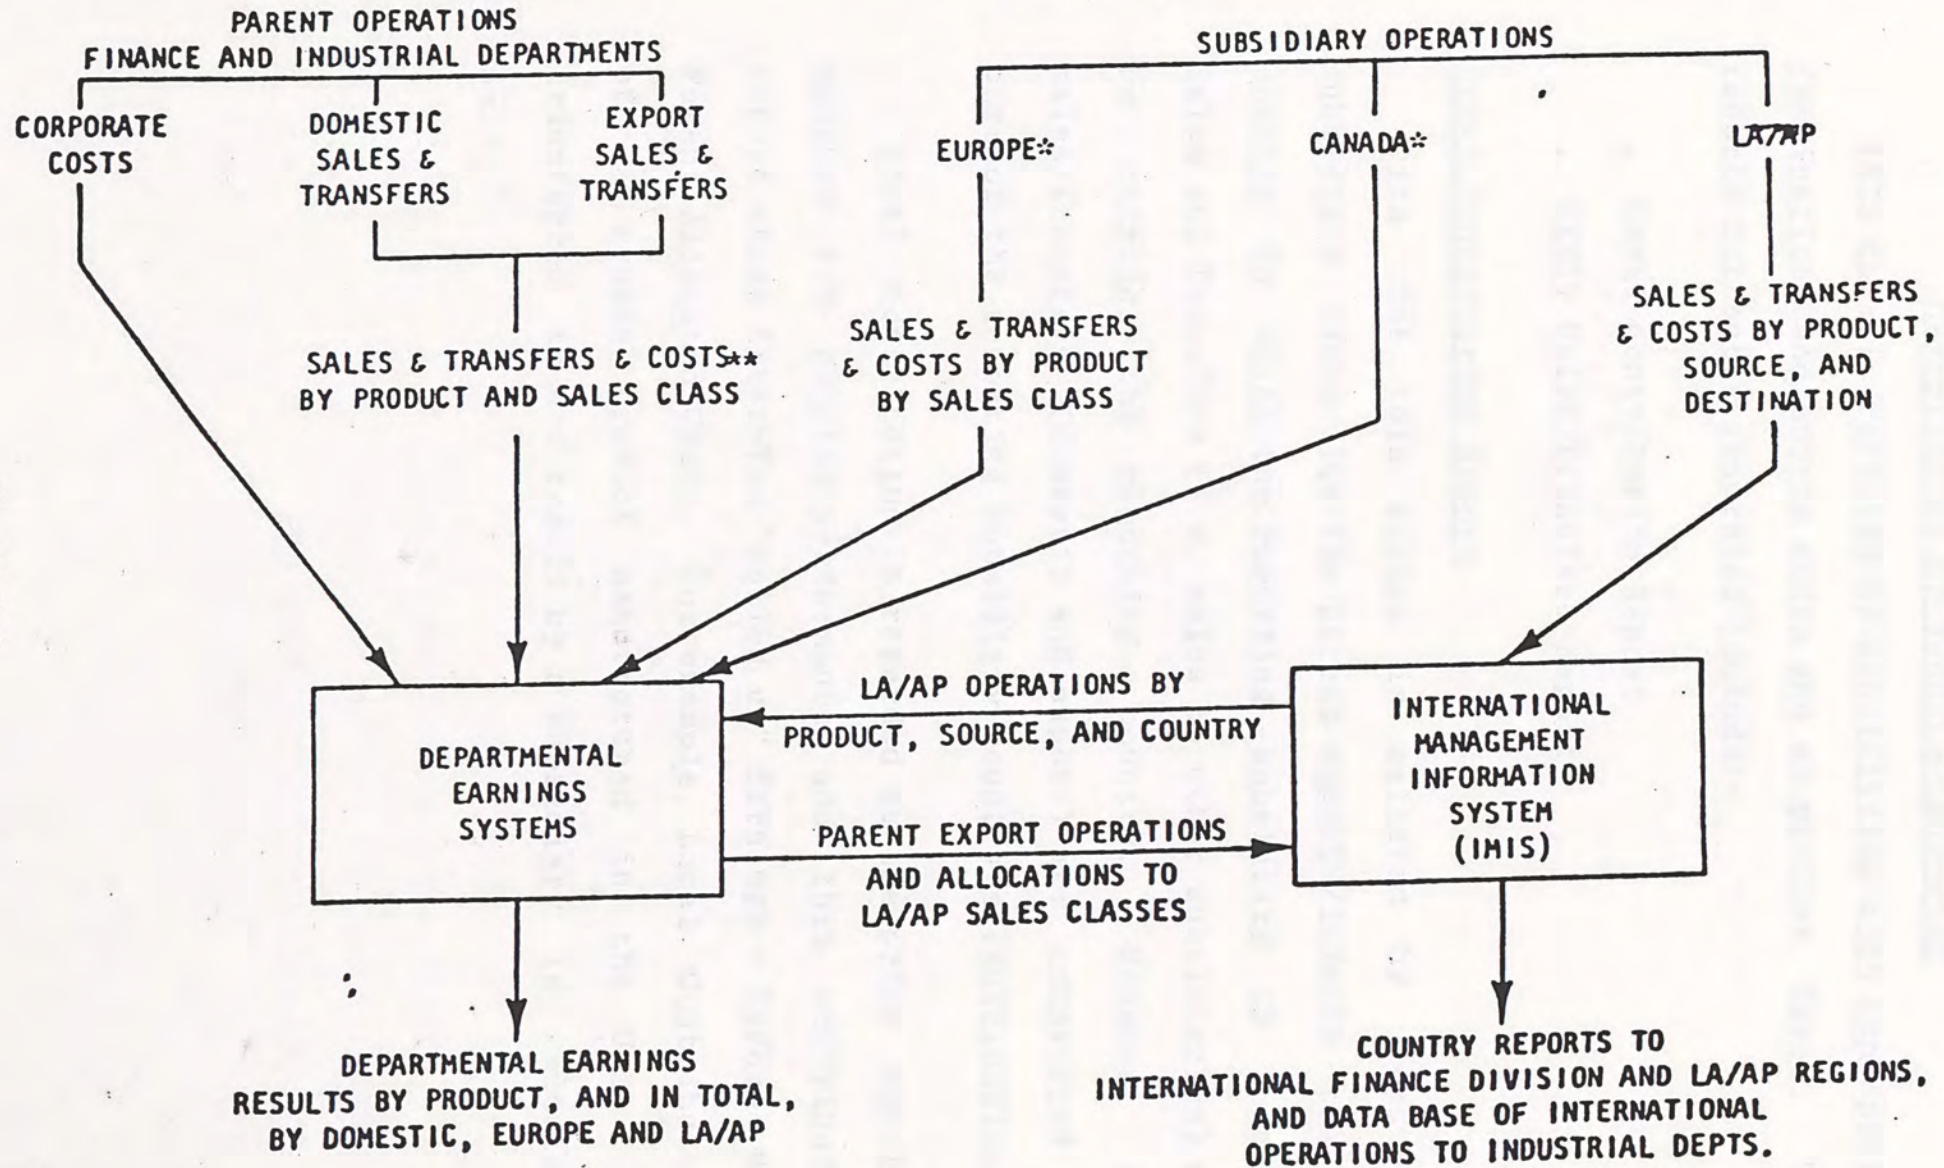 PARENT OPERATIONS
FINANCE AND INDUSTRIAL DEPARTMENTS
SUBSIDIARY OPERATIONS
CORPORATE
COSTS
DOMESTIC
SALES &
TRANSFERS
EXPORT
SALES &
TRANSFERS
EUROPE*
CANADA*
LA/AP
SALES & TRANSFERS & COSTS**
BY PRODUCT AND SALES CLASS
SALES & TRANSFERS
& COSTS BY PRODUCT
BY SALES CLASS
SALES & TRANSFERS
& COSTS BY PRODUCT,
SOURCE, AND
DESTINATION
DEPARTMENTAL
EARNINGS
SYSTEMS
LA/AP OPERATIONS BY
PRODUCT, SOURCE, AND COUNTRY
PARENT EXPORT OPERATIONS
AND ALLOCATIONS TO
LA/AP SALES CLASSES
INTERNATIONAL
MANAGEMENT
INFORMATION
SYSTEM
(IMIS)
DEPARTMENTAL EARNINGS
RESULTS BY PRODUCT, AND IN TOTAL,
BY DOMESTIC, EUROPE AND LA/AP
COUNTRY REPORTS TO
INTERNATIONAL FINANCE DIVISION AND LA/AP REGIONS,
AND DATA BASE OF INTERNATIONAL
OPERATIONS TO INDUSTRIAL DEPTS.